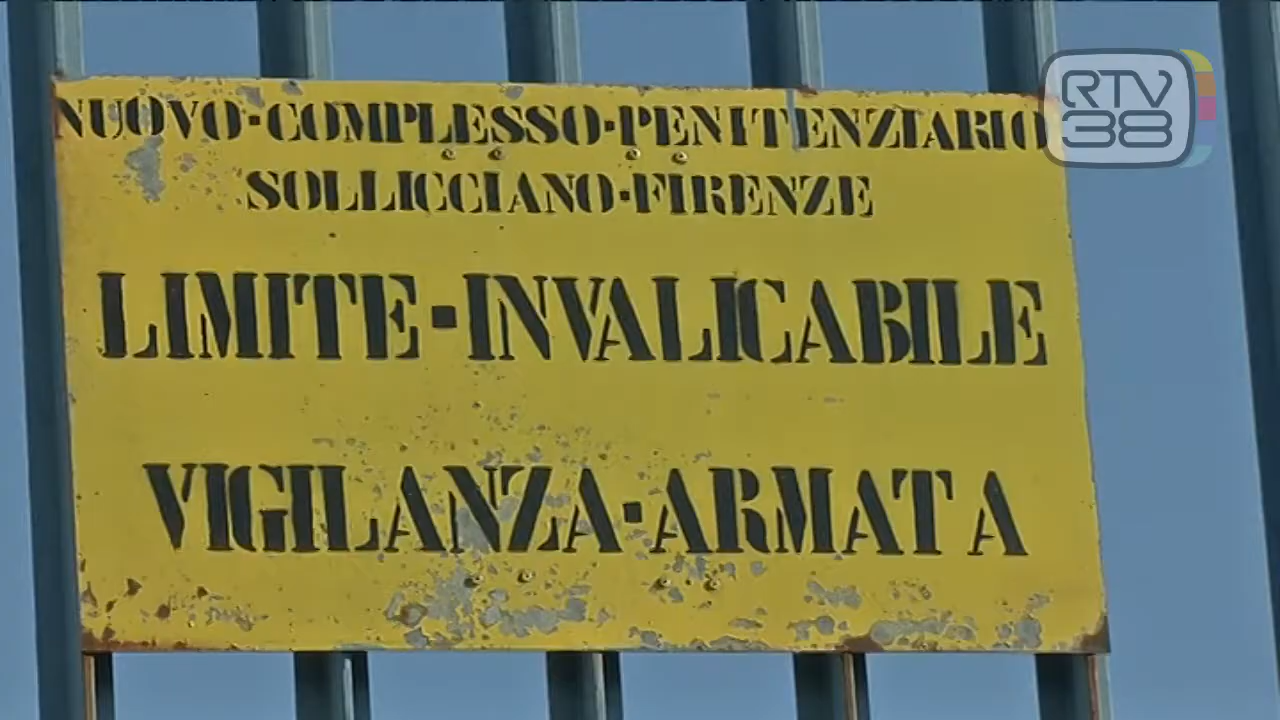 NUOVO·COMPLESSO·PENITENZIARIO
SOLLICCIANO·FIRENZE
LIMITE·INVALICABILE
VIGILANZA·ARMATA
RTV
38